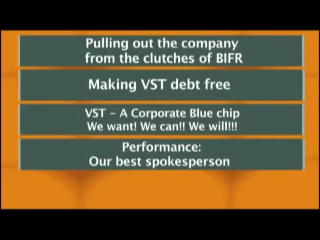 Pulling out the company
from the clutches of BIFR
Making VST debt free
VST - A Corporate Blue chip
We want! We can!! We will!!!
Performance:
Our best spokesperson